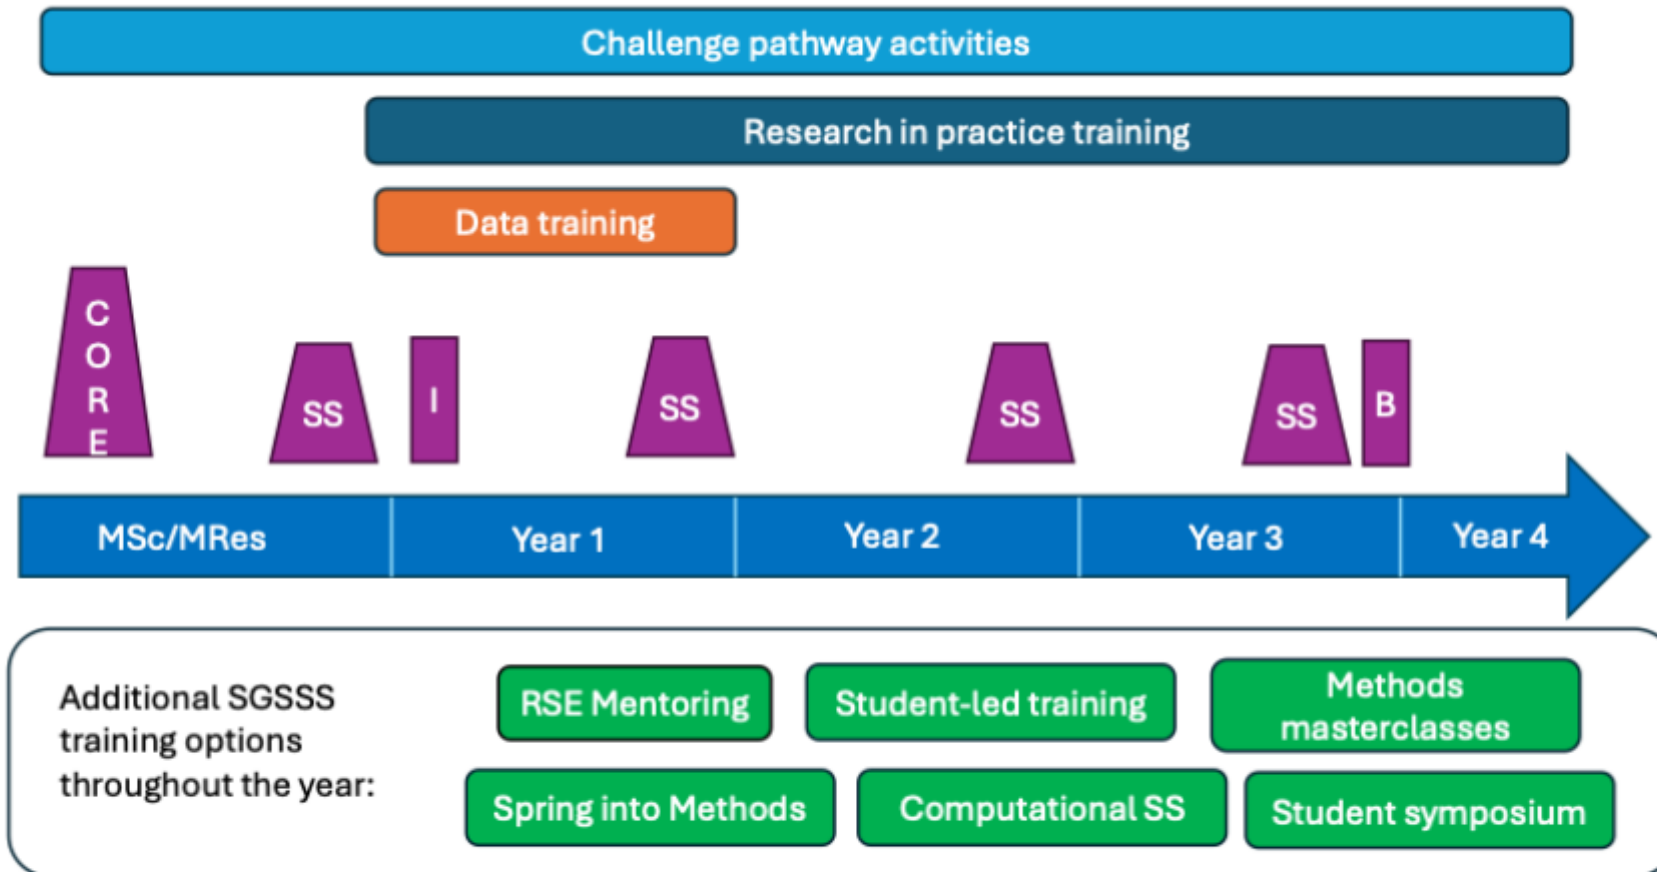 Challenge pathway activities
Research in practice training
Data training
C
O
R
E
SS
I
SS
SS
SS
B
MSc/MRes
Year 1
Year 2
Year 3
Year 4
Additional SGSSS
training options
throughout the year:
RSE Mentoring
Student-led training
Methods
masterclasses
Spring into Methods
Computational SS
Student symposium